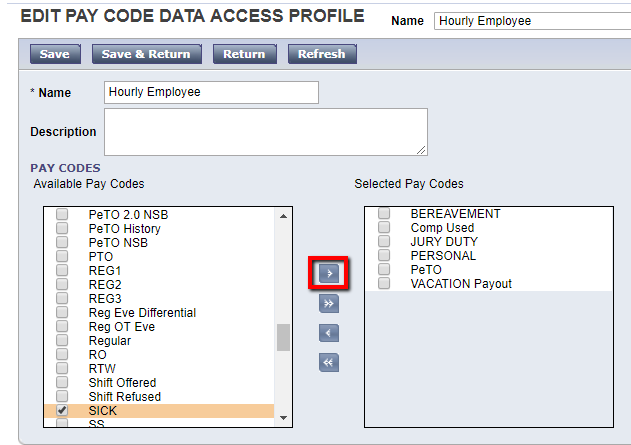 EDIT PAY CODE DATA ACCESS PROFILE Name Hourly Employee
Save Save & Return Return Refresh
* Name Hourly Employee
Description
PAY CODES
Available Pay Codes
PeTO 2.0 NSB
PeTO History
PeTO NSB
PTO
REG1
REG2
REG3
Reg Eve Differential
Reg OT Eve
Regular
RO
RTW
Shift Offered
Shift Refused
SICK
SS
> 
>>
<
<<
Selected Pay Codes
BEREAVEMENT
Comp Used
JURY DUTY
PERSONAL
PeTO
VACATION Payout